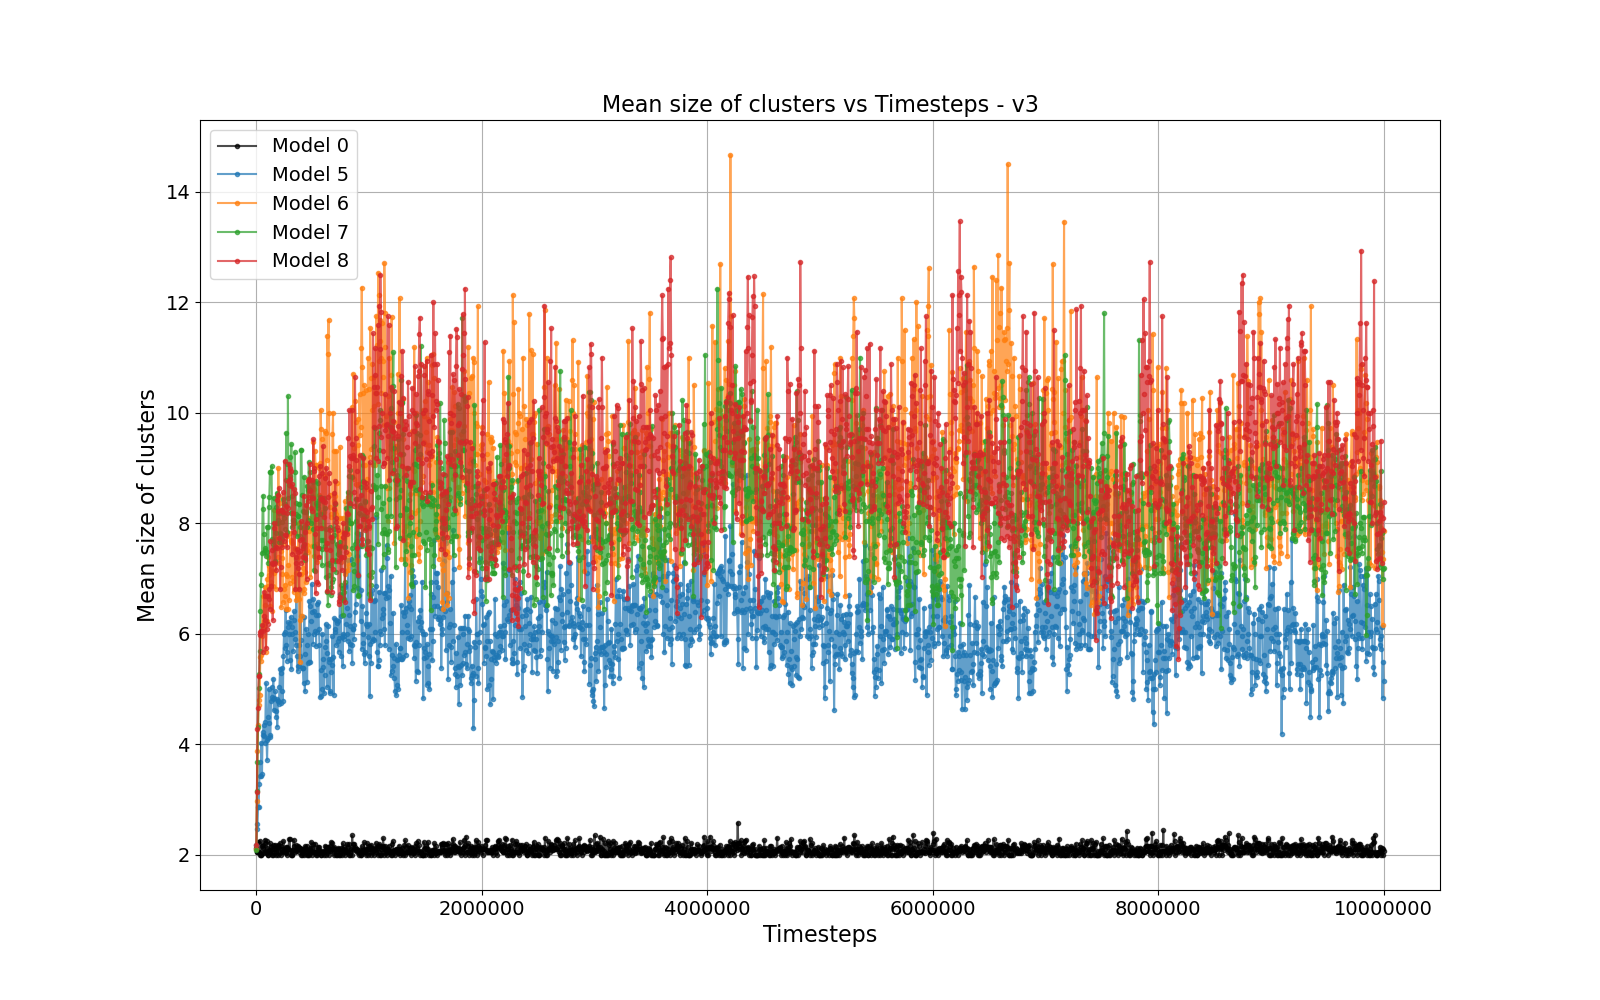 Mean size of clusters vs Timesteps - v3
Model 0
Model 5
Model 6
Model 7
Model 8
Mean size of clusters
14
12
10
8
6
4
2
0 2000000 4000000 6000000 8000000 10000000
Timesteps